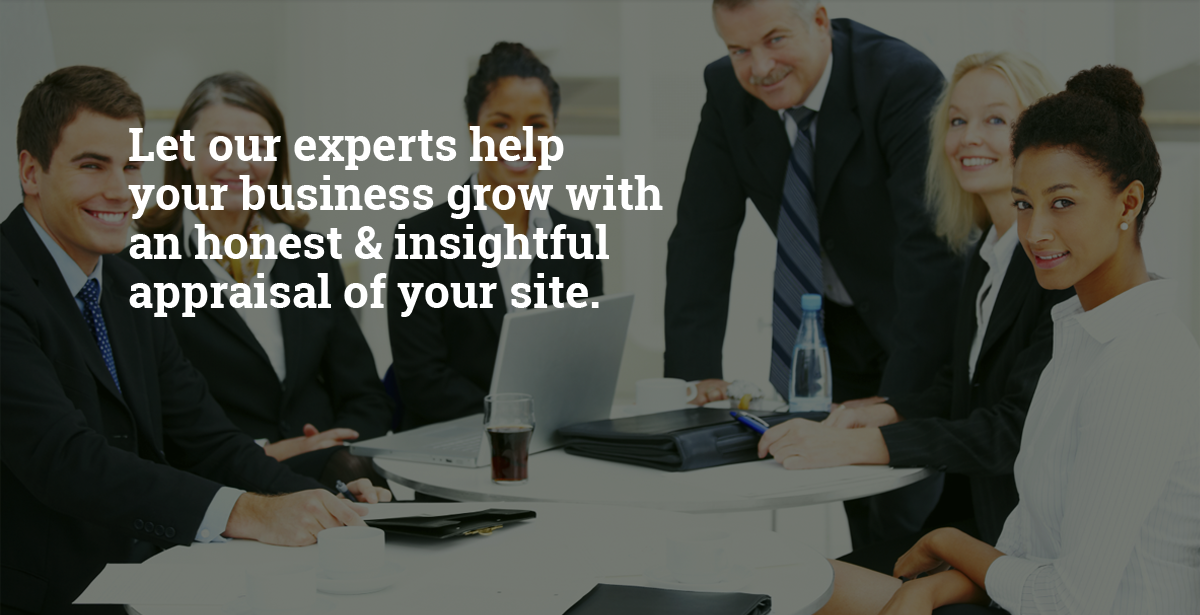 Let our experts help
your business grow with
an honest & insightful
appraisal of your site.